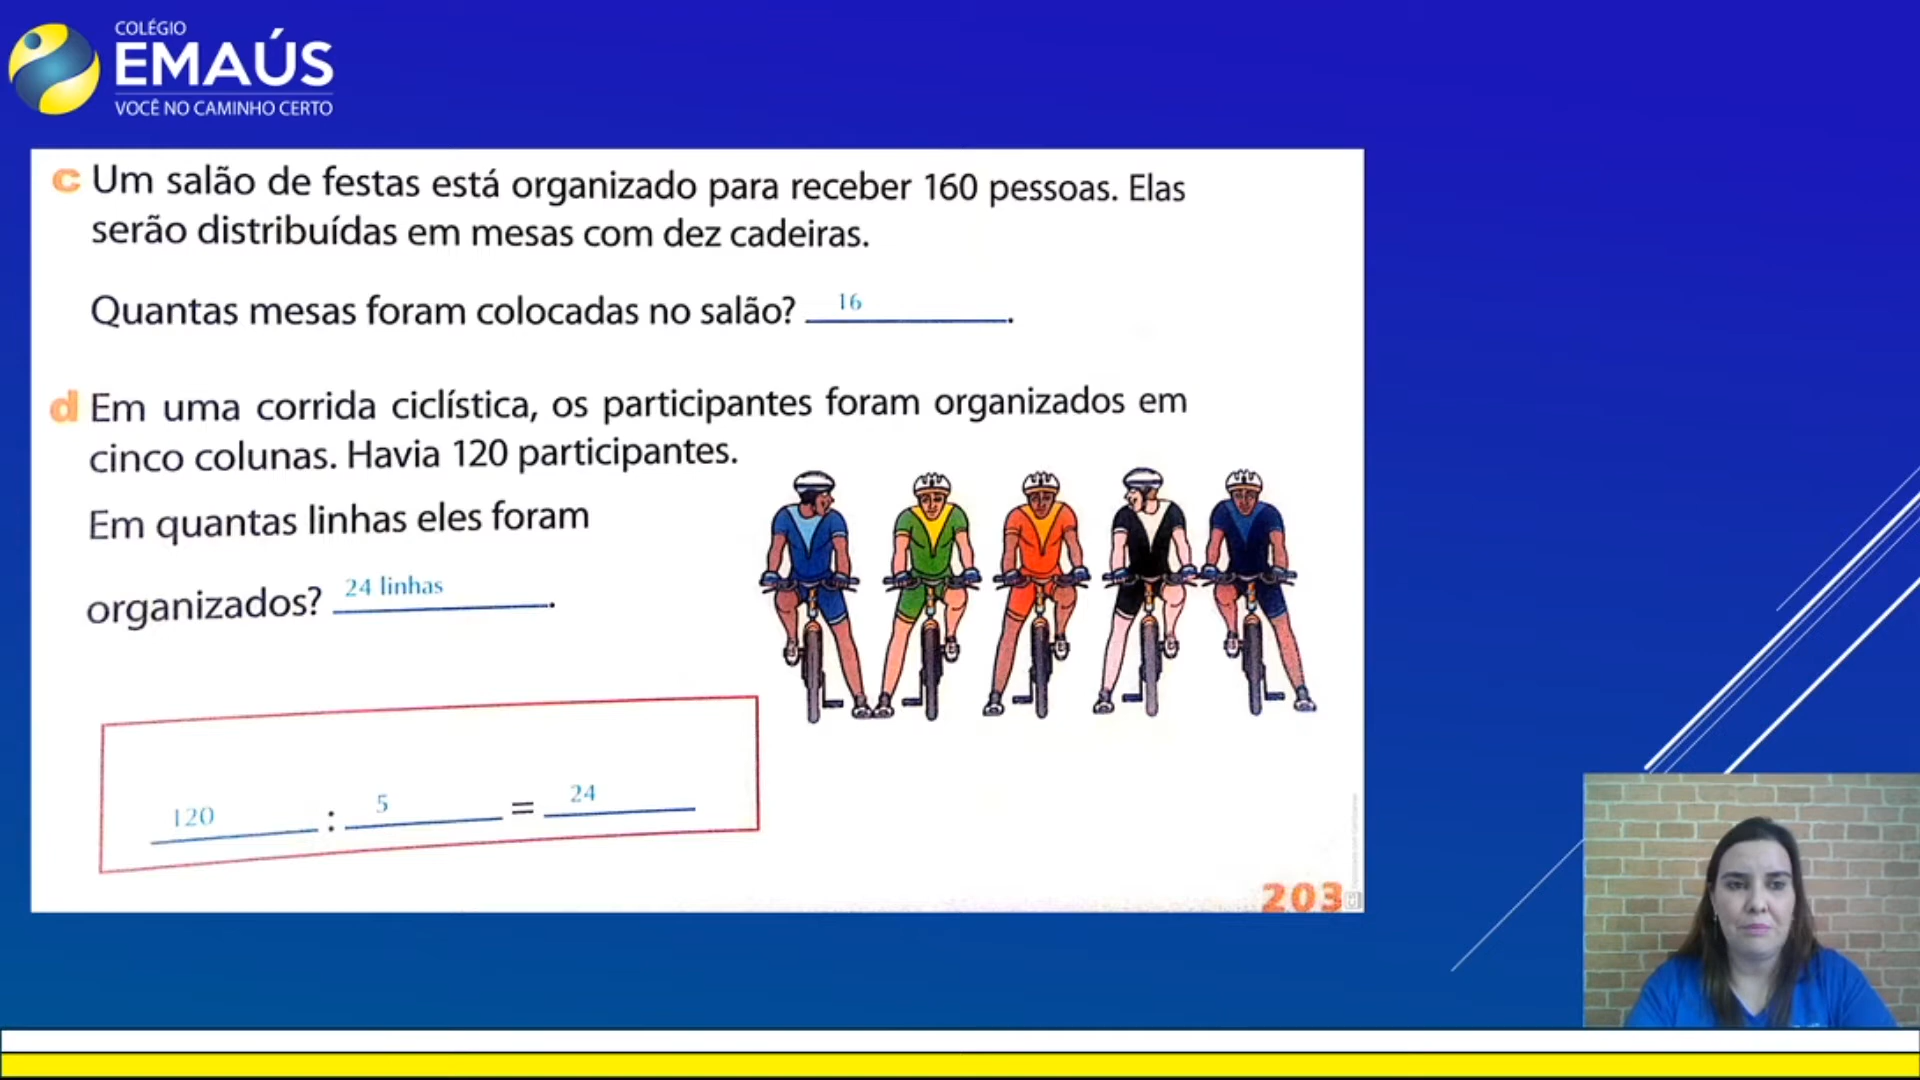 COLÉGIO
EMAÚS
VOCÊ NO CAMINHO CERTO
c Um salão de festas está organizado para receber 160 pessoas. Elas
serão distribuídas em mesas com dez cadeiras.
Quantas mesas foram colocadas no salão? 16.
d Em uma corrida ciclística, os participantes foram organizados em
cinco colunas. Havia 120 participantes.
Em quantas linhas eles foram
organizados? 24 linhas.
120 : 5 = 24
203